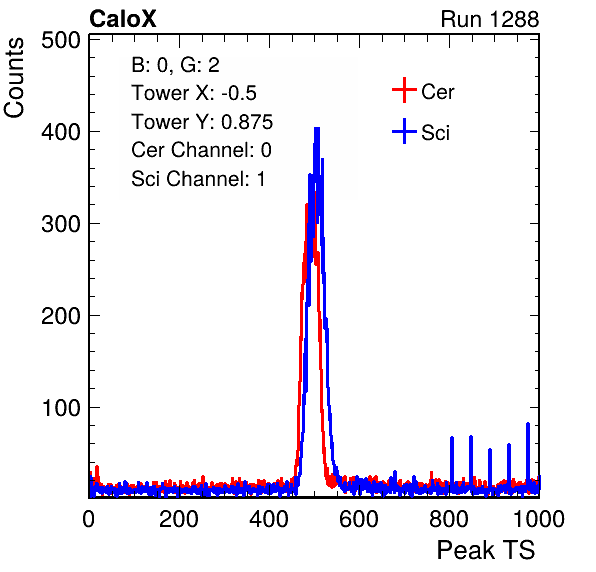 CaloX
Run 1288
Counts
500
400
300
200
100
B: 0, G: 2
Tower X: -0.5
Tower Y: 0.875
Cer Channel: 0
Sci Channel: 1
Cer
Sci
0 200 400 600 800 1000
Peak TS